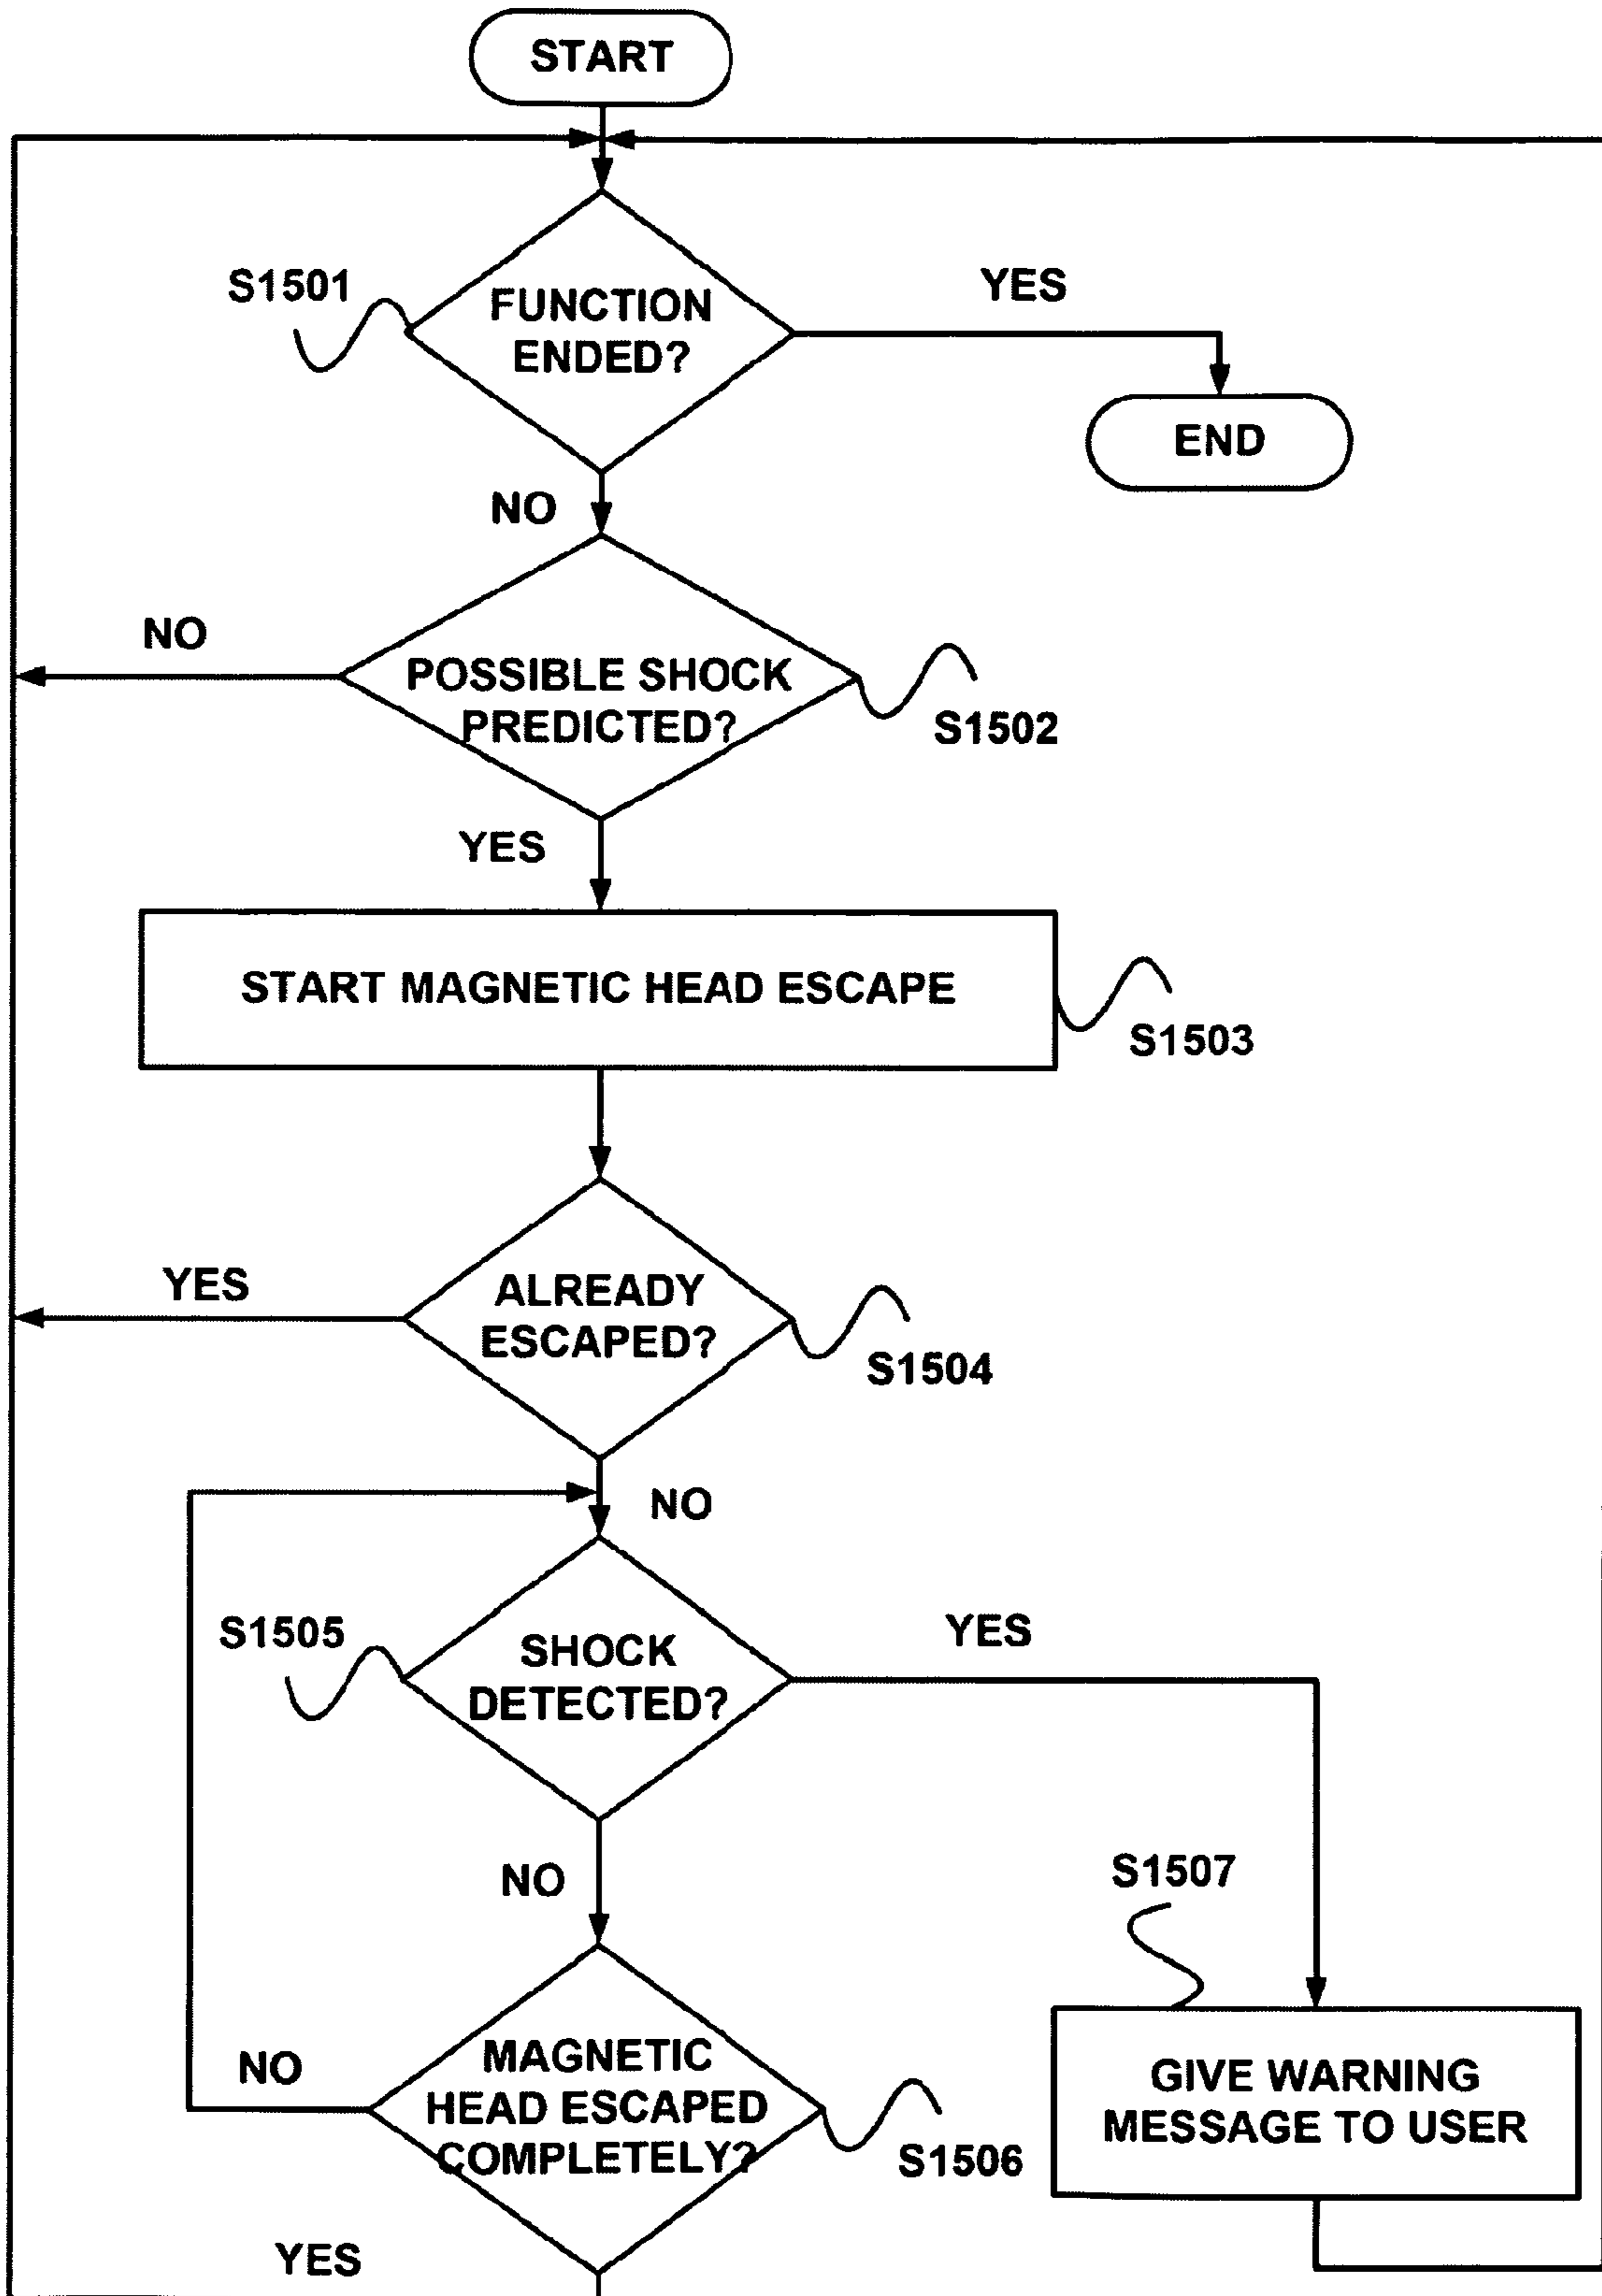 START
S1501
FUNCTION
ENDED?
YES
END
NO
NO
POSSIBLE SHOCK
PREDICTED?
S1502
YES
START MAGNETIC HEAD ESCAPE
S1503
YES
ALREADY
ESCAPED?
S1504
NO
S1505
SHOCK
DETECTED?
YES
NO
S1507
NO
MAGNETIC
HEAD ESCAPED
COMPLETELY?
S1506
GIVE WARNING
MESSAGE TO USER
YES